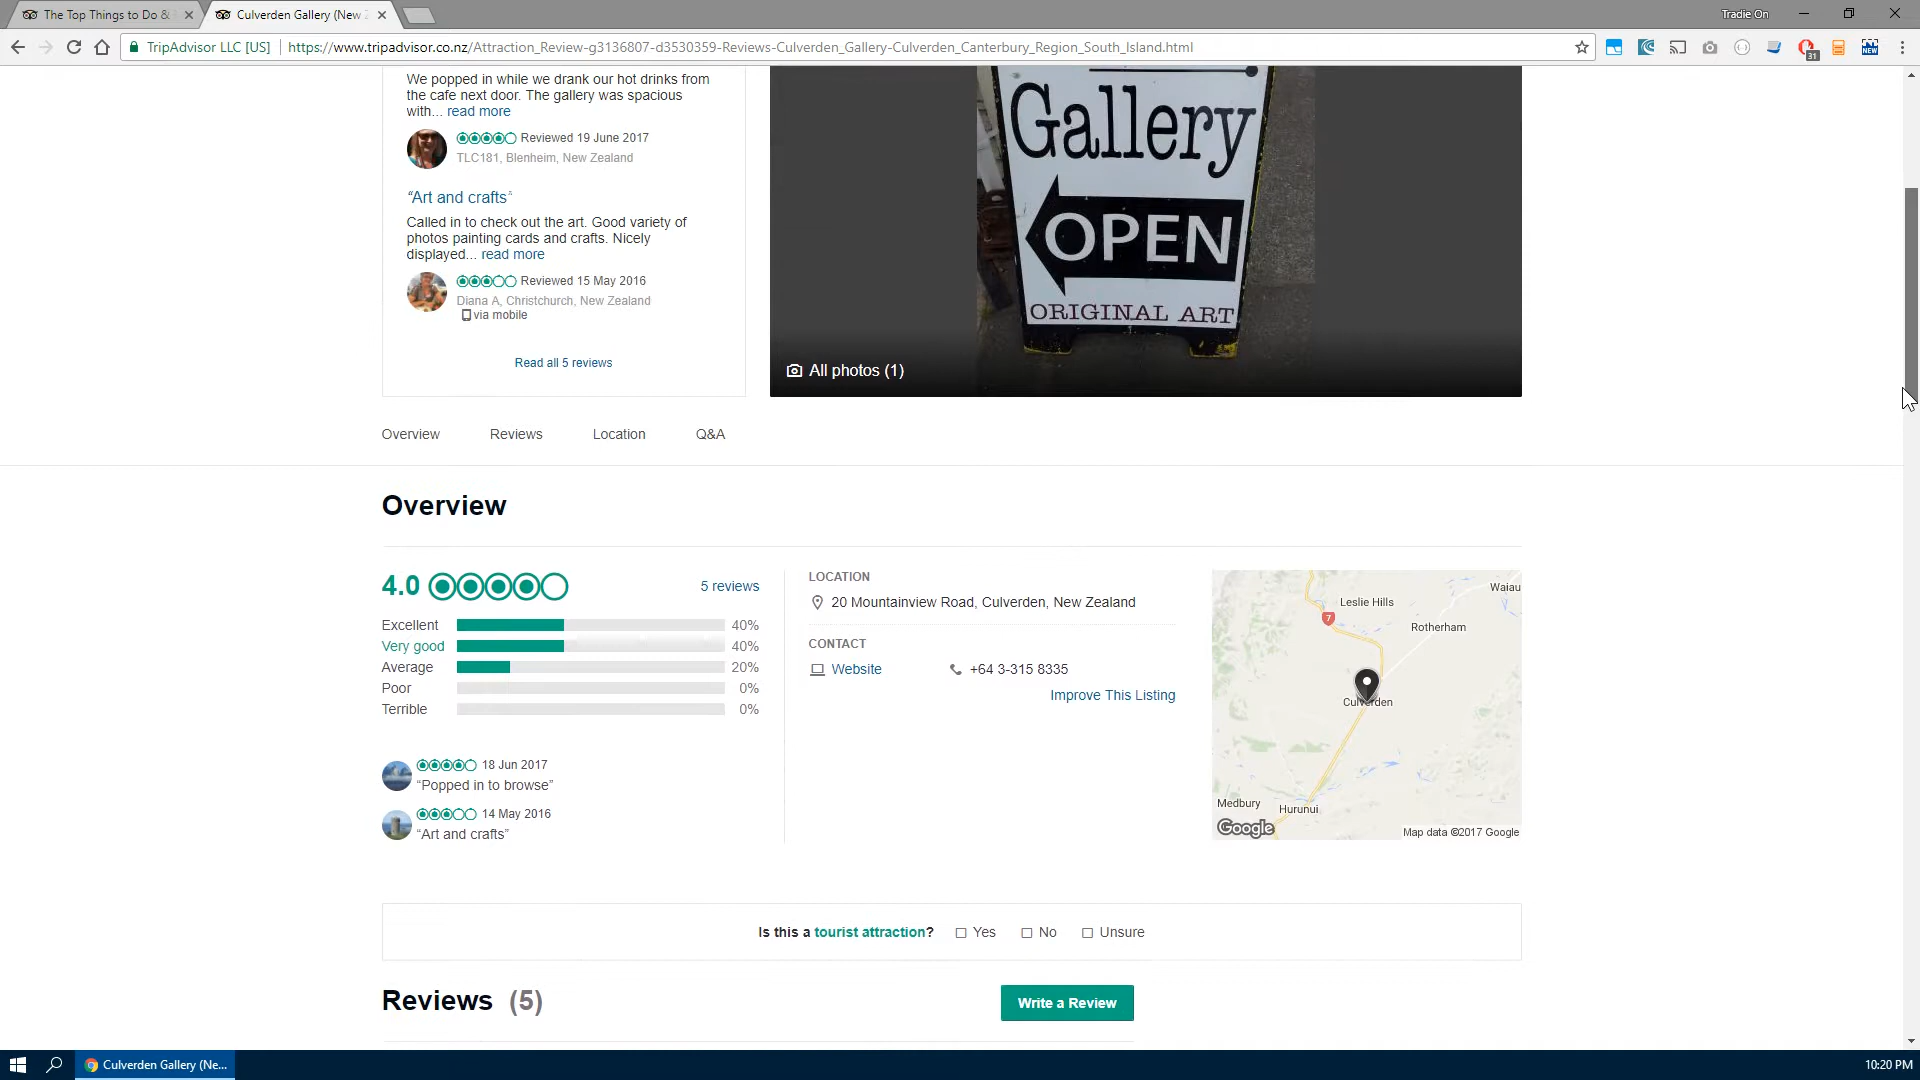 The Top Things to Do &
Culverden Gallery (New Z
Tradie On
TripAdvisor LLC [US]
https://www.tripadvisor.co.nz/Attraction_Review-g3136807-d3530359-Reviews-Culverden_Gallery-Culverden_Canterbury_Region_South_Island.html
31
NEW
We popped in while we drank our hot drinks from
the cafe next door. The gallery was spacious
with... read more
Reviewed 19 June 2017
TLC181, Blenheim, New Zealand
“Art and crafts”
Called in to check out the art. Good variety of
photos painting cards and crafts. Nicely
displayed... read more
Reviewed 15 May 2016
Diana A, Christchurch, New Zealand
via mobile
Read all 5 reviews
Gallery
OPEN
ORIGINAL ART
All photos (1)
Overview
Reviews
Location
Q&A
Overview
4.0
5 reviews
Excellent 40%
Very good 40%
Average 20%
Poor 0%
Terrible 0%
18 Jun 2017
“Popped in to browse”
14 May 2016
“Art and crafts”
LOCATION
20 Mountainview Road, Culverden, New Zealand
CONTACT
Website
+64 3-315 8335
Improve This Listing
Waiau
Leslie Hills
7
Rotherham
Culverden
Medbury
Hurunui
Google
Map data ©2017 Google
Is this a tourist attraction?
Yes
No
Unsure
Reviews (5)
Write a Review
Culverden Gallery (Ne...
10:20 PM